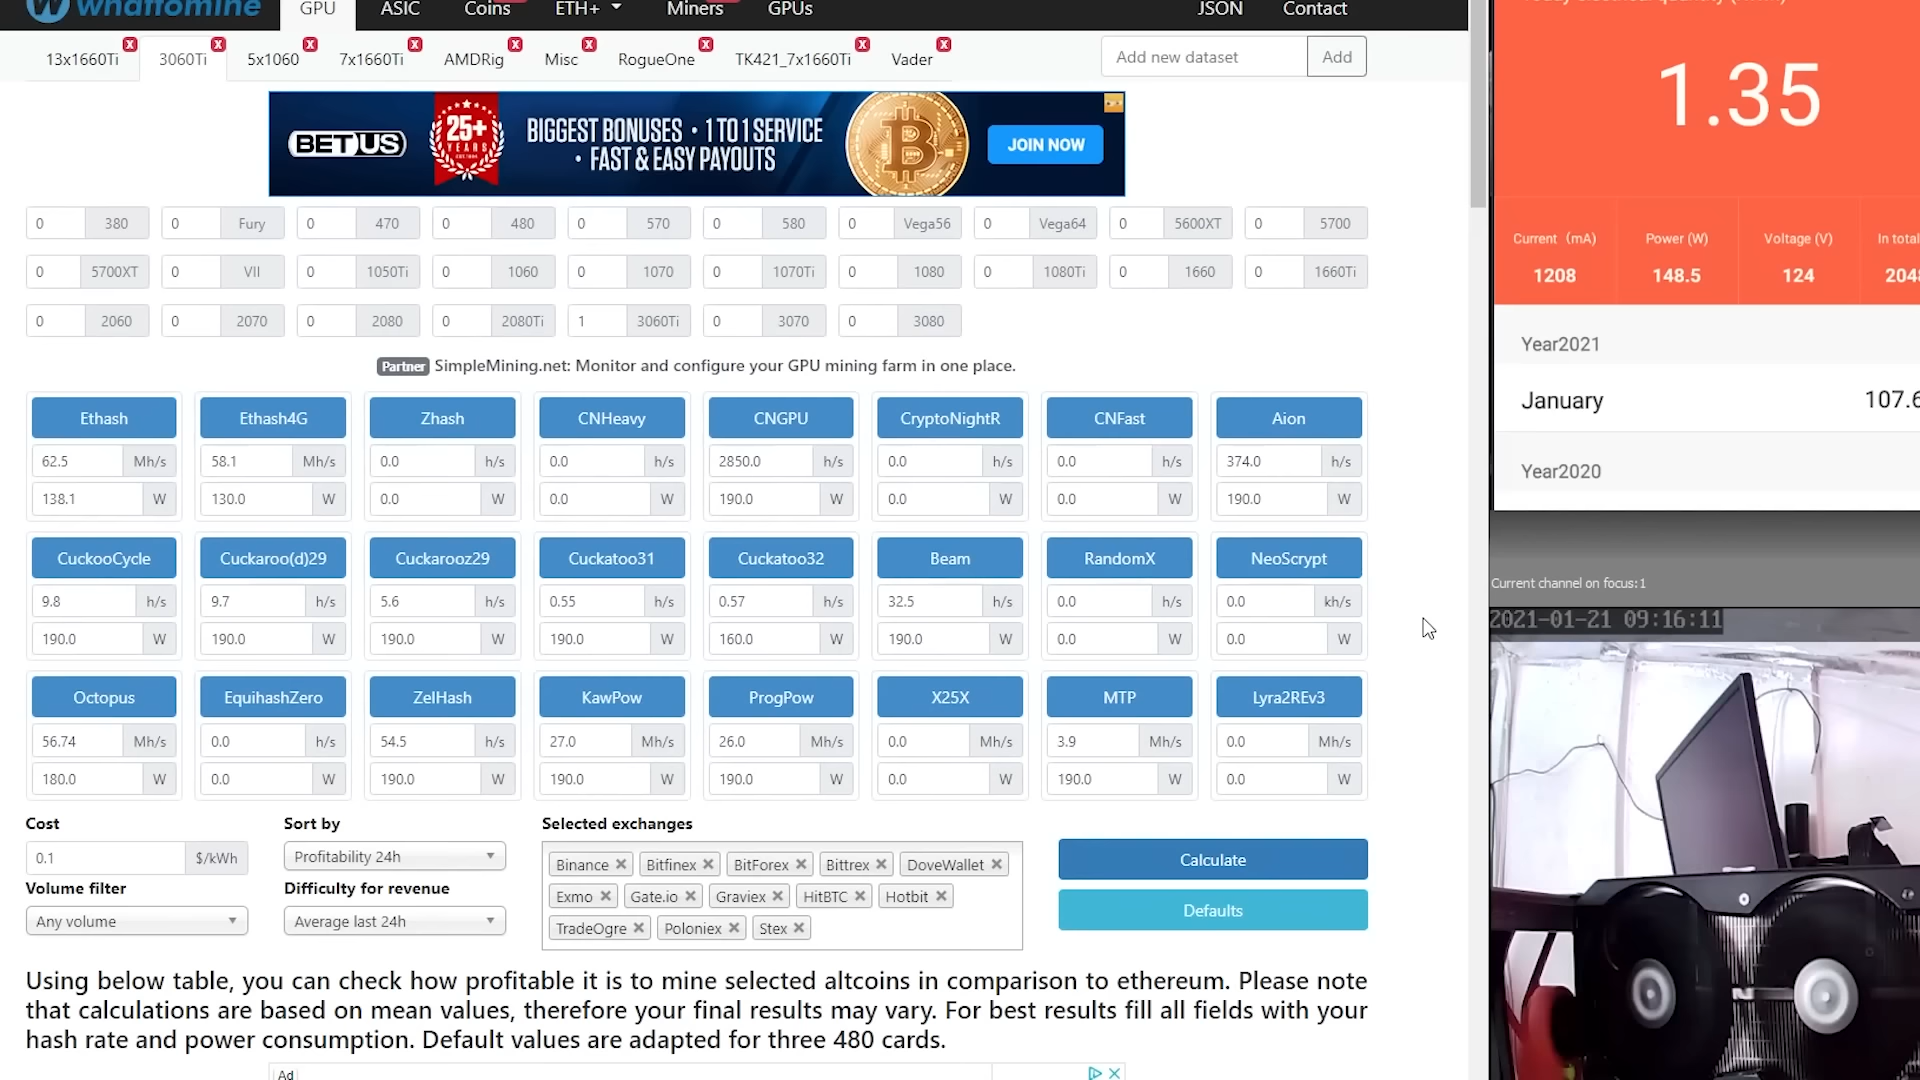 whattomine GPU ASIC Coins ETH+ Miners GPUs JSON Contact
13x1660Ti x 3060Ti x 5x1060 x 7x1660Ti x AMDRig x Misc x RogueOne x TK421_7x1660Ti x Vader x Add new dataset Add
BETUS 25+ YEARS BIGGEST BONUSES • 1 TO 1 SERVICE
• FAST & EASY PAYOUTS JOIN NOW
0 380 0 Fury 0 470 0 480 0 570 0 580 0 Vega56 0 Vega64 0 5600XT 0 5700
0 5700XT 0 VII 0 1050Ti 0 1060 0 1070 0 1070Ti 0 1080 0 1080Ti 0 1660 0 1660Ti
0 2060 0 2070 0 2080 0 2080Ti 1 3060Ti 0 3070 0 3080
Partner SimpleMining.net: Monitor and configure your GPU mining farm in one place.
Ethash Ethash4G Zhash CNHeavy CNGPU CryptoNightR CNFast Aion
62.5 Mh/s 58.1 Mh/s 0.0 h/s 0.0 h/s 2850.0 h/s 0.0 h/s 0.0 h/s 374.0 h/s
138.1 W 130.0 W 0.0 W 0.0 W 190.0 W 0.0 W 0.0 W 190.0 W
CuckooCycle Cuckaroo(d)29 Cuckarooz29 Cuckatoo31 Cuckatoo32 Beam RandomX NeoScrypt
9.8 h/s 9.7 h/s 5.6 h/s 0.55 h/s 0.57 h/s 32.5 h/s 0.0 h/s 0.0 kh/s
190.0 W 190.0 W 190.0 W 190.0 W 160.0 W 190.0 W 0.0 W 0.0 W
Octopus EquihashZero ZelHash KawPow ProgPow X25X MTP Lyra2REv3
56.74 Mh/s 0.0 h/s 54.5 h/s 27.0 Mh/s 26.0 Mh/s 0.0 Mh/s 3.9 Mh/s 0.0 Mh/s
180.0 W 0.0 W 190.0 W 190.0 W 190.0 W 0.0 W 190.0 W 0.0 W
Cost Sort by Selected exchanges
0.1 $/kWh Profitability 24h Binance Bitfinex BitForex Bittrex DoveWallet Calculate
Volume filter Difficulty for revenue Exmo Gate.io Graviex HitBTC Hotbit
Any volume Average last 24h TradeOgre Poloniex Stex Defaults
Using below table, you can check how profitable it is to mine selected altcoins in comparison to ethereum. Please note
that calculations are based on mean values, therefore your final results may vary. For best results fill all fields with your
hash rate and power consumption. Default values are adapted for three 480 cards.
Ad
1.35
Current (mA) Power (W) Voltage (V) In total
1208 148.5 124 204
Year2021
January 107.6
Year2020
Current channel on focus:1
2021-01-21 09:16:11